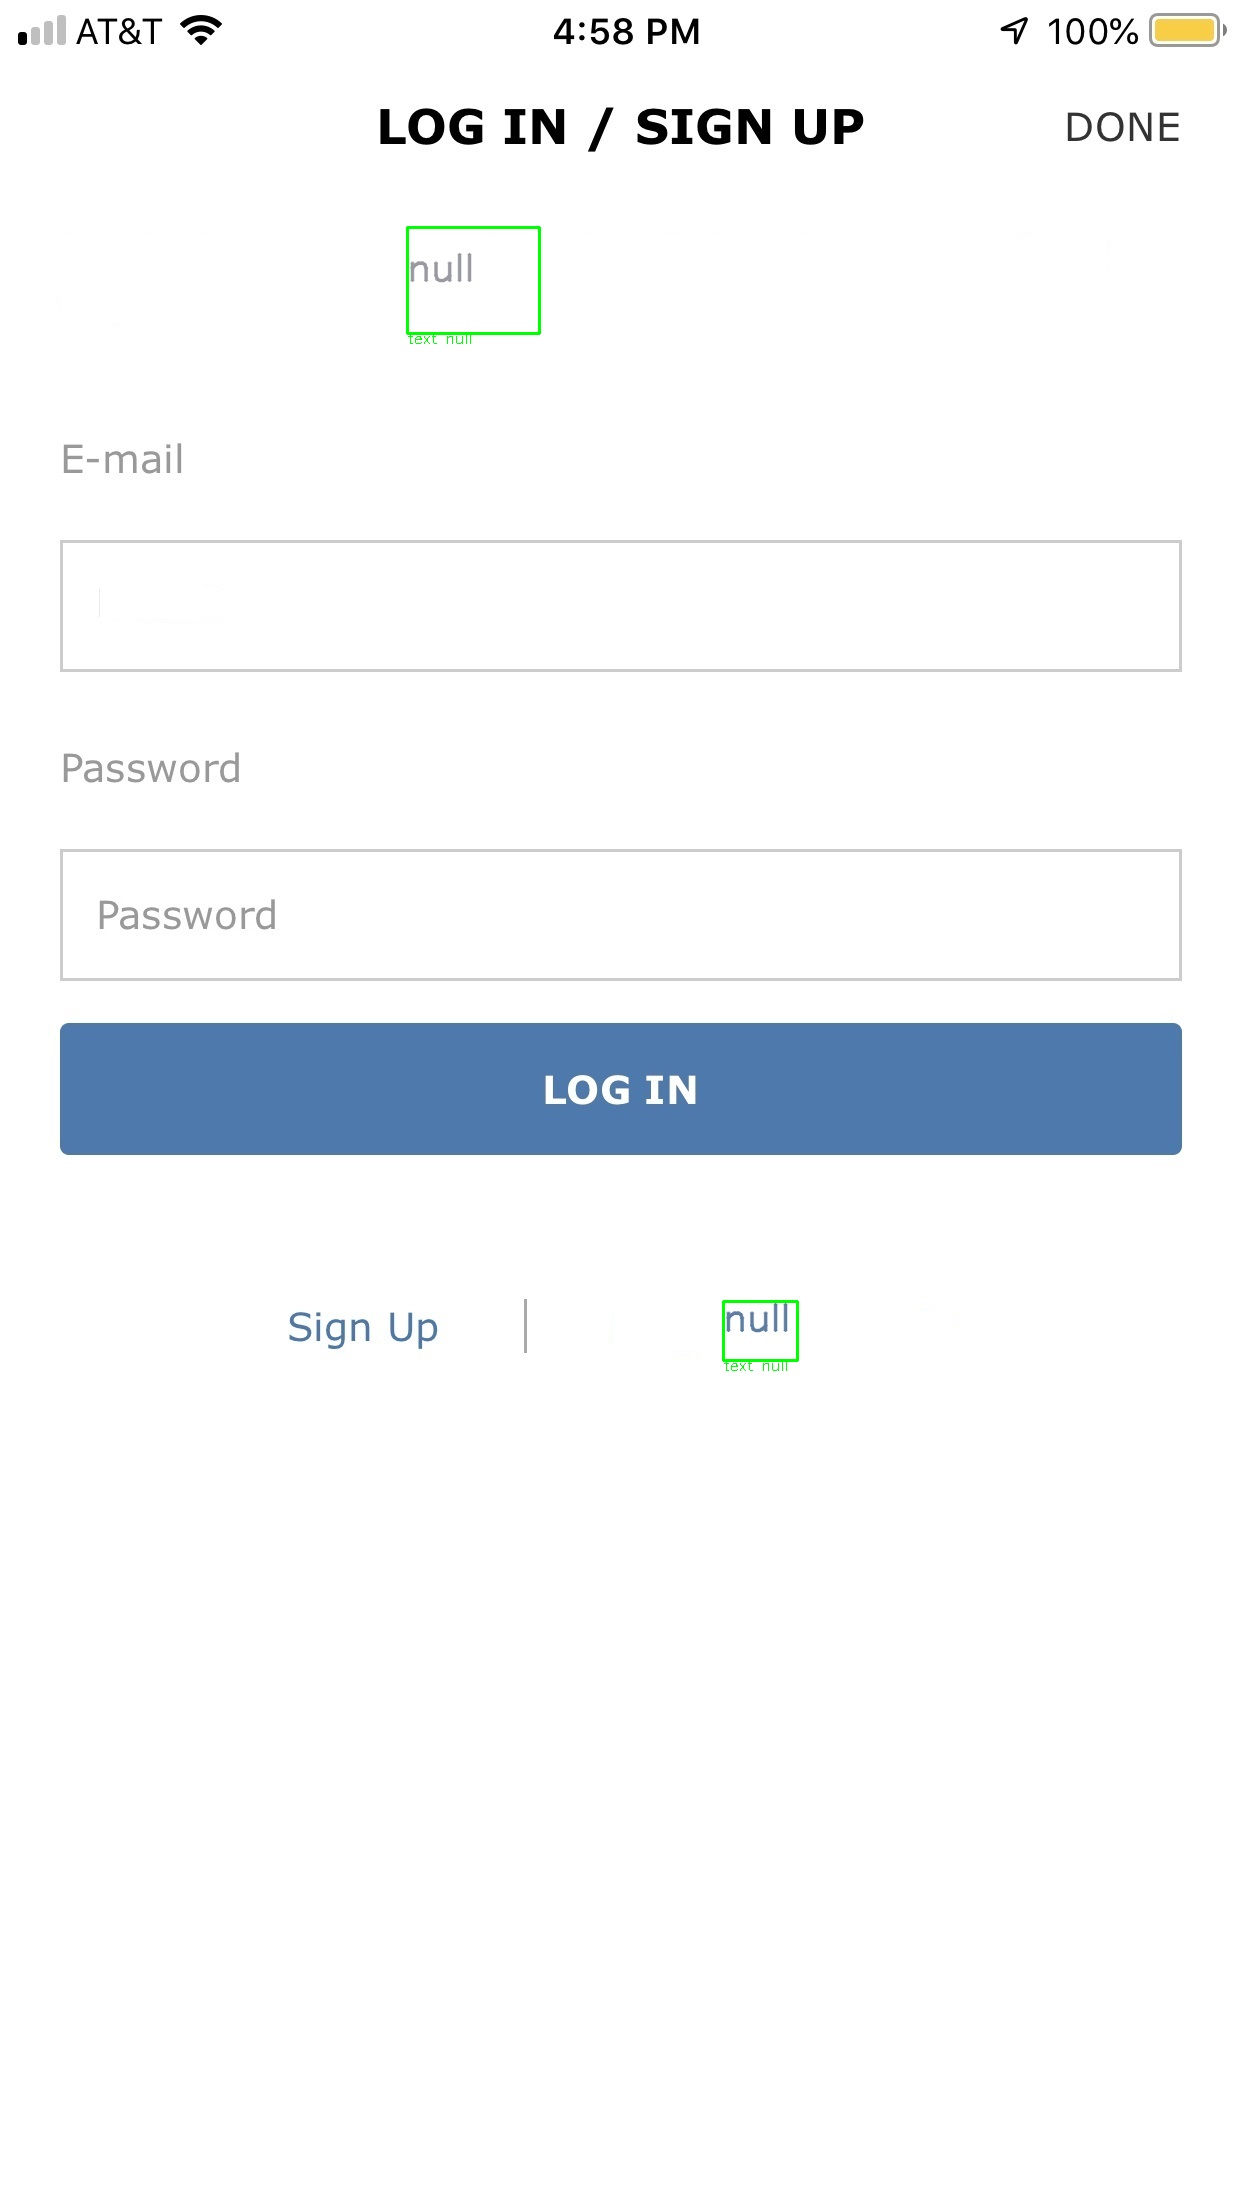 AT&T 4:58 PM 100%
LOG IN / SIGN UP DONE
null
text null
E-mail
Password
Password
LOG IN
Sign Up null
text null